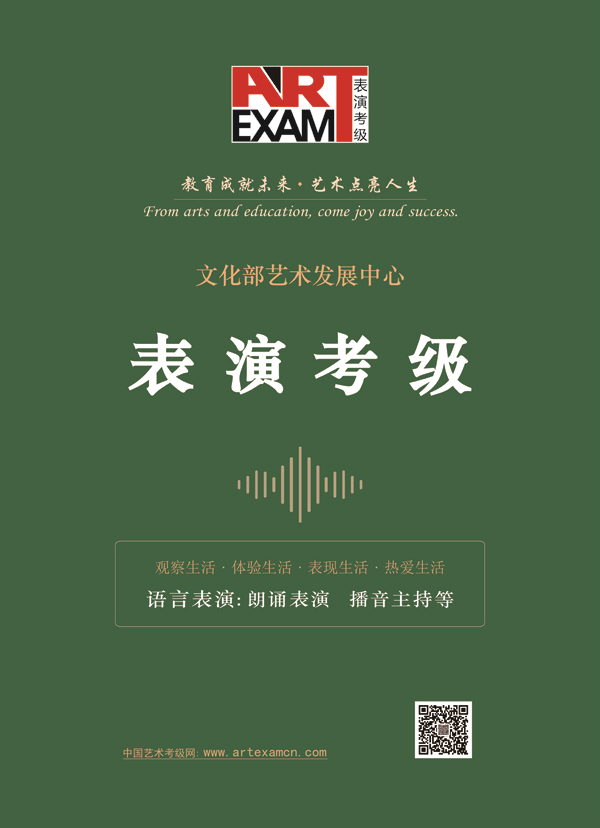 ART
EXAM
表演考级
教育成就未来·艺术点亮人生
From arts and education, come joy and success.
文化部艺术发展中心
表演考级
观察生活·体验生活·表现生活·热爱生活
语言表演: 朗诵表演 播音主持等
中国艺术考级网: www.artexamcn.com